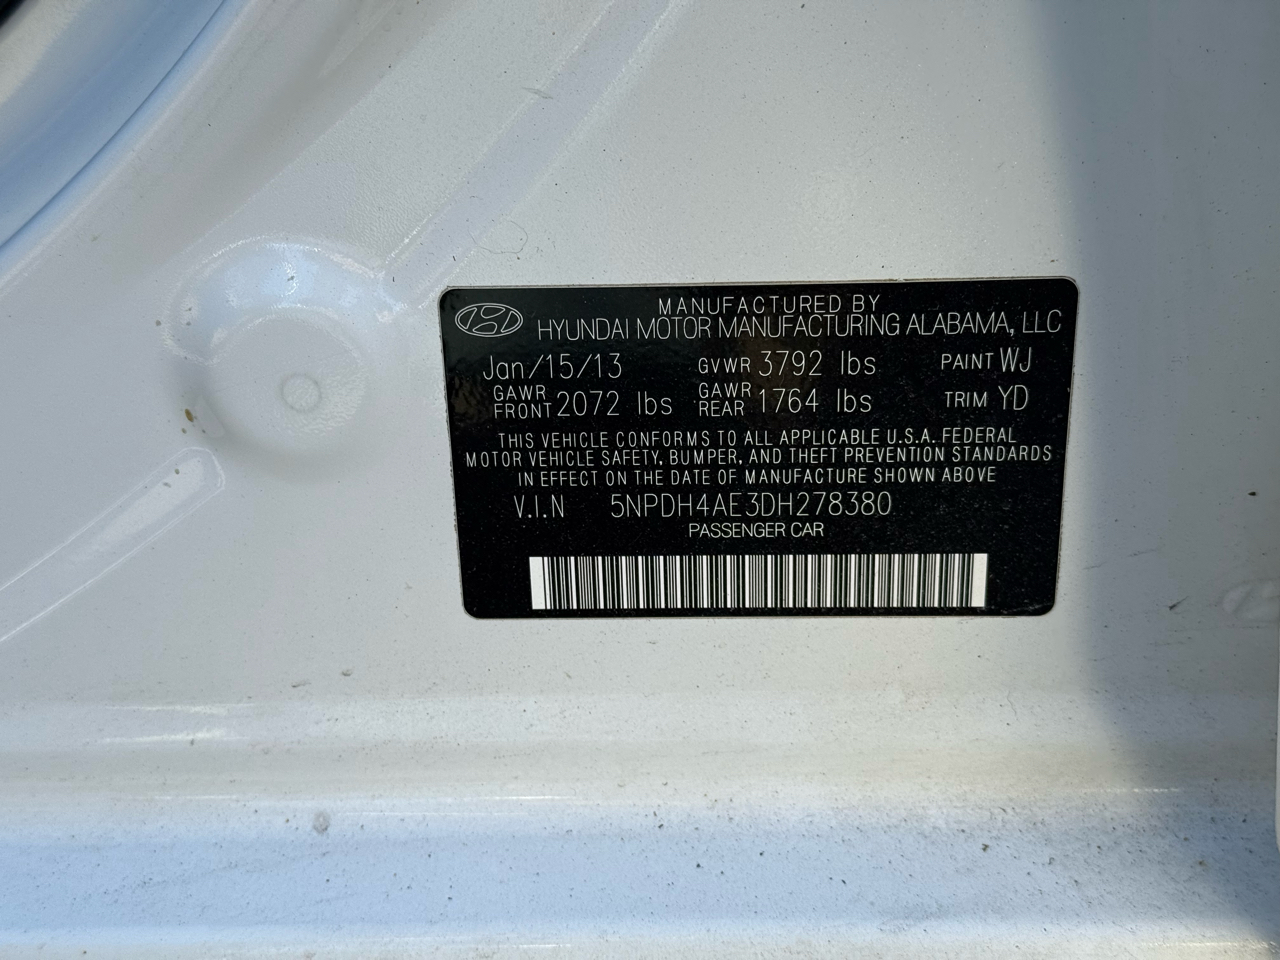 MANUFACTURED BY
HYUNDAI MOTOR MANUFACTURING ALABAMA, LLC
Jan/15/13 GVWR 3792 lbs PAINT WJ
GAWR FRONT 2072 lbs GAWR REAR 1764 lbs TRIM YD
THIS VEHICLE CONFORMS TO ALL APPLICABLE U.S.A. FEDERAL
MOTOR VEHICLE SAFETY, BUMPER, AND THEFT PREVENTION STANDARDS
IN EFFECT ON THE DATE OF MANUFACTURE SHOWN ABOVE
V.I.N 5NPDH4AE3DH278380
PASSENGER CAR